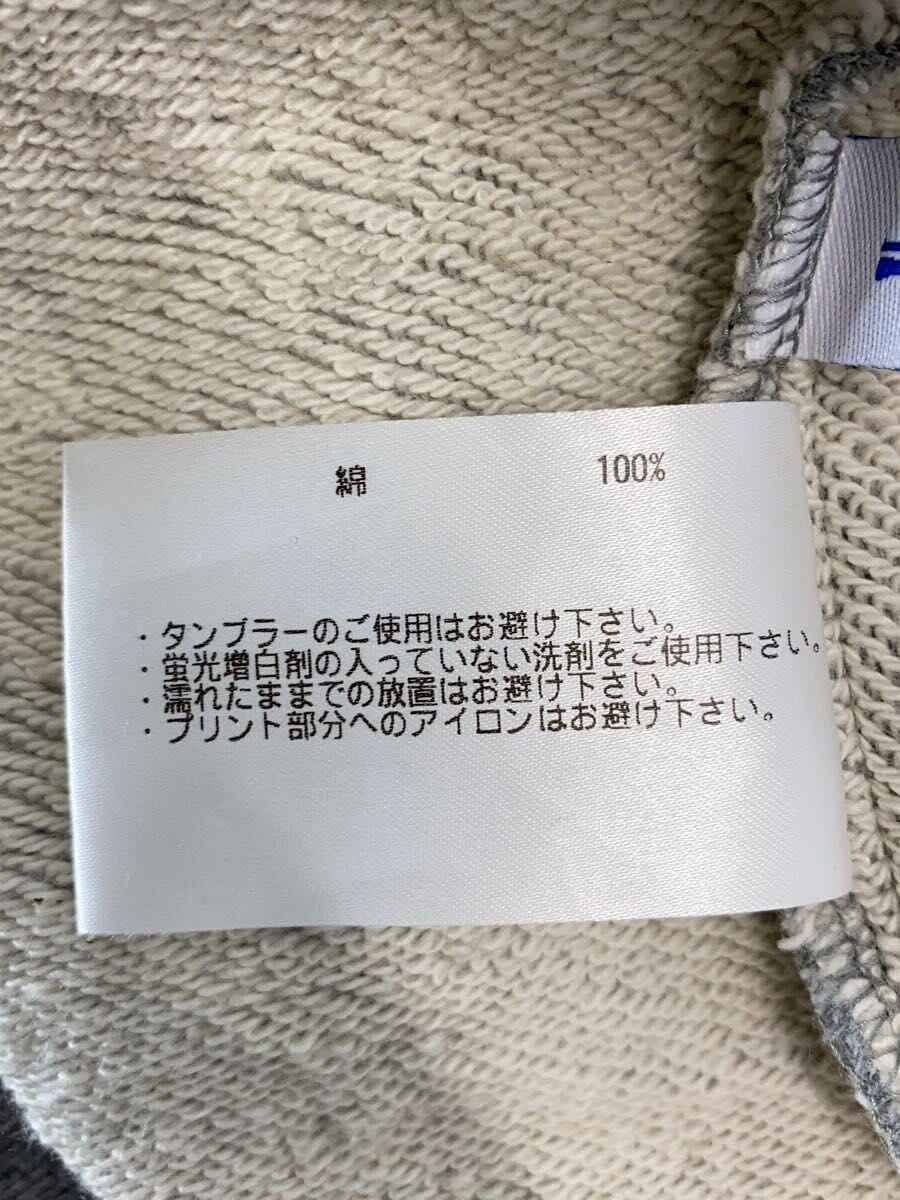 綿 100%
・タンブラーのご使用はお避け下さい。
・蛍光増白剤の入っていない洗剤をご使用下さい。
・濡れたままでの放置はお避け下さい。
・プリント部分へのアイロンはお避け下さい。